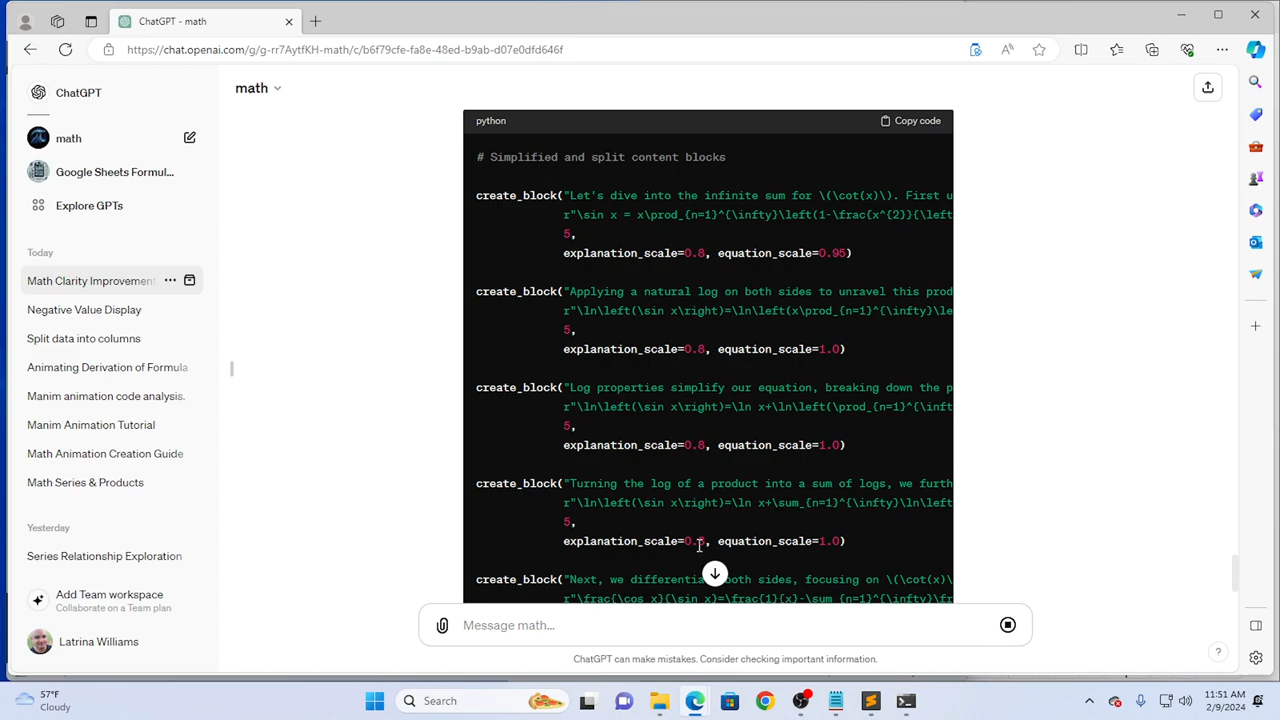 ChatGPT - math
https://chat.openai.com/g/g-rr7AytfKH-math/c/b6f79cfe-fa8e-48ed-b9ab-d07e0dfd646f
ChatGPT
math
Google Sheets Formul...
Explore GPTs
Today
Math Clarity Improvement
Negative Value Display
Split data into columns
Animating Derivation of Formula
Manim animation code analysis.
Manim Animation Tutorial
Math Animation Creation Guide
Math Series & Products
Yesterday
Series Relationship Exploration
Add Team workspace
Collaborate on a Team plan
Latrina Williams
math
python
Copy code
# Simplified and split content blocks
create_block("Let's dive into the infinite sum for \(\cot(x)\). First u
r"\sin x = x\prod_{n=1}^{\infty}\left(1-\frac{x^{2}}{\left
5,
explanation_scale=0.8, equation_scale=0.95)
create_block("Applying a natural log on both sides to unravel this prod
r"\ln\left(\sin x\right)=\ln\left(x\prod_{n=1}^{\infty}\le
5,
explanation_scale=0.8, equation_scale=1.0)
create_block("Log properties simplify our equation, breaking down the p
r"\ln\left(\sin x\right)=\ln x+\ln\left(\prod_{n=1}^{\inft
5,
explanation_scale=0.8, equation_scale=1.0)
create_block("Turning the log of a product into a sum of logs, we furth
r"\ln\left(\sin x\right)=\ln x+\sum_{n=1}^{\infty}\ln\left
5,
explanation_scale=0.8, equation_scale=1.0)
create_block("Next, we differentia both sides, focusing on \(\cot(x)\
r"\frac{\cos x}{\sin x}=\frac{1}{x}-\sum_{n=1}^{\infty}\fr
Message math...
ChatGPT can make mistakes. Consider checking important information.
?
57°F
Cloudy
Search
11:51 AM
2/9/2024